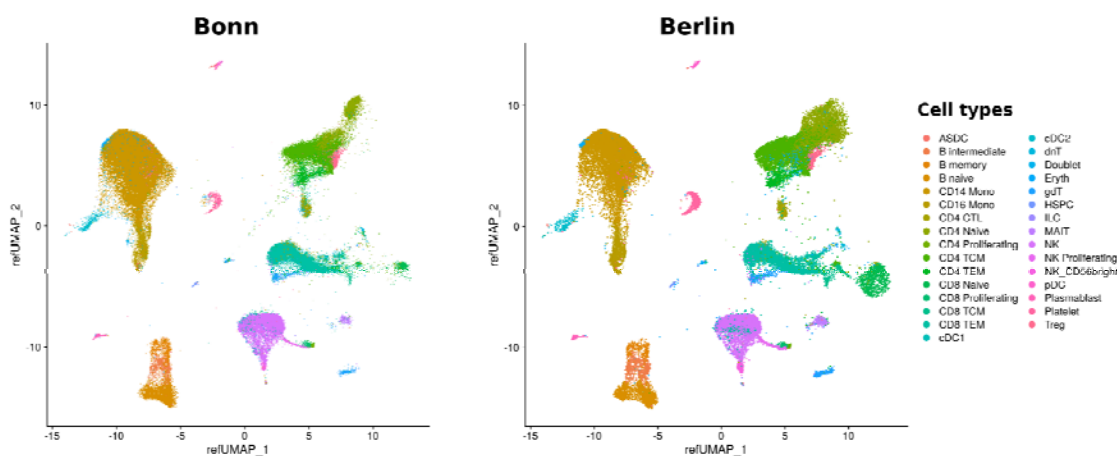 Bonn
Berlin
10
5
0
-5
-10
refUMAP_2
-15
-10
-5
0
5
10
refUMAP_1
10
5
0
-5
-10
refUMAP_2
-15
-10
-5
0
5
10
refUMAP_1
Cell types
ASDC
B intermediate
B memory
B naive
CD14 Mono
CD16 Mono
CD4 CTL
CD4 Naive
CD4 Proliferating
CD4 TCM
CD4 TEM
CD8 Naive
CD8 Proliferating
CD8 TCM
CD8 TEM
cDC1
cDC2
dnT
Doublet
Eryth
gdT
HSPC
ILC
MAIT
NK
NK Proliferating
NK_CD56bright
pDC
Plasmablast
Platelet
Treg